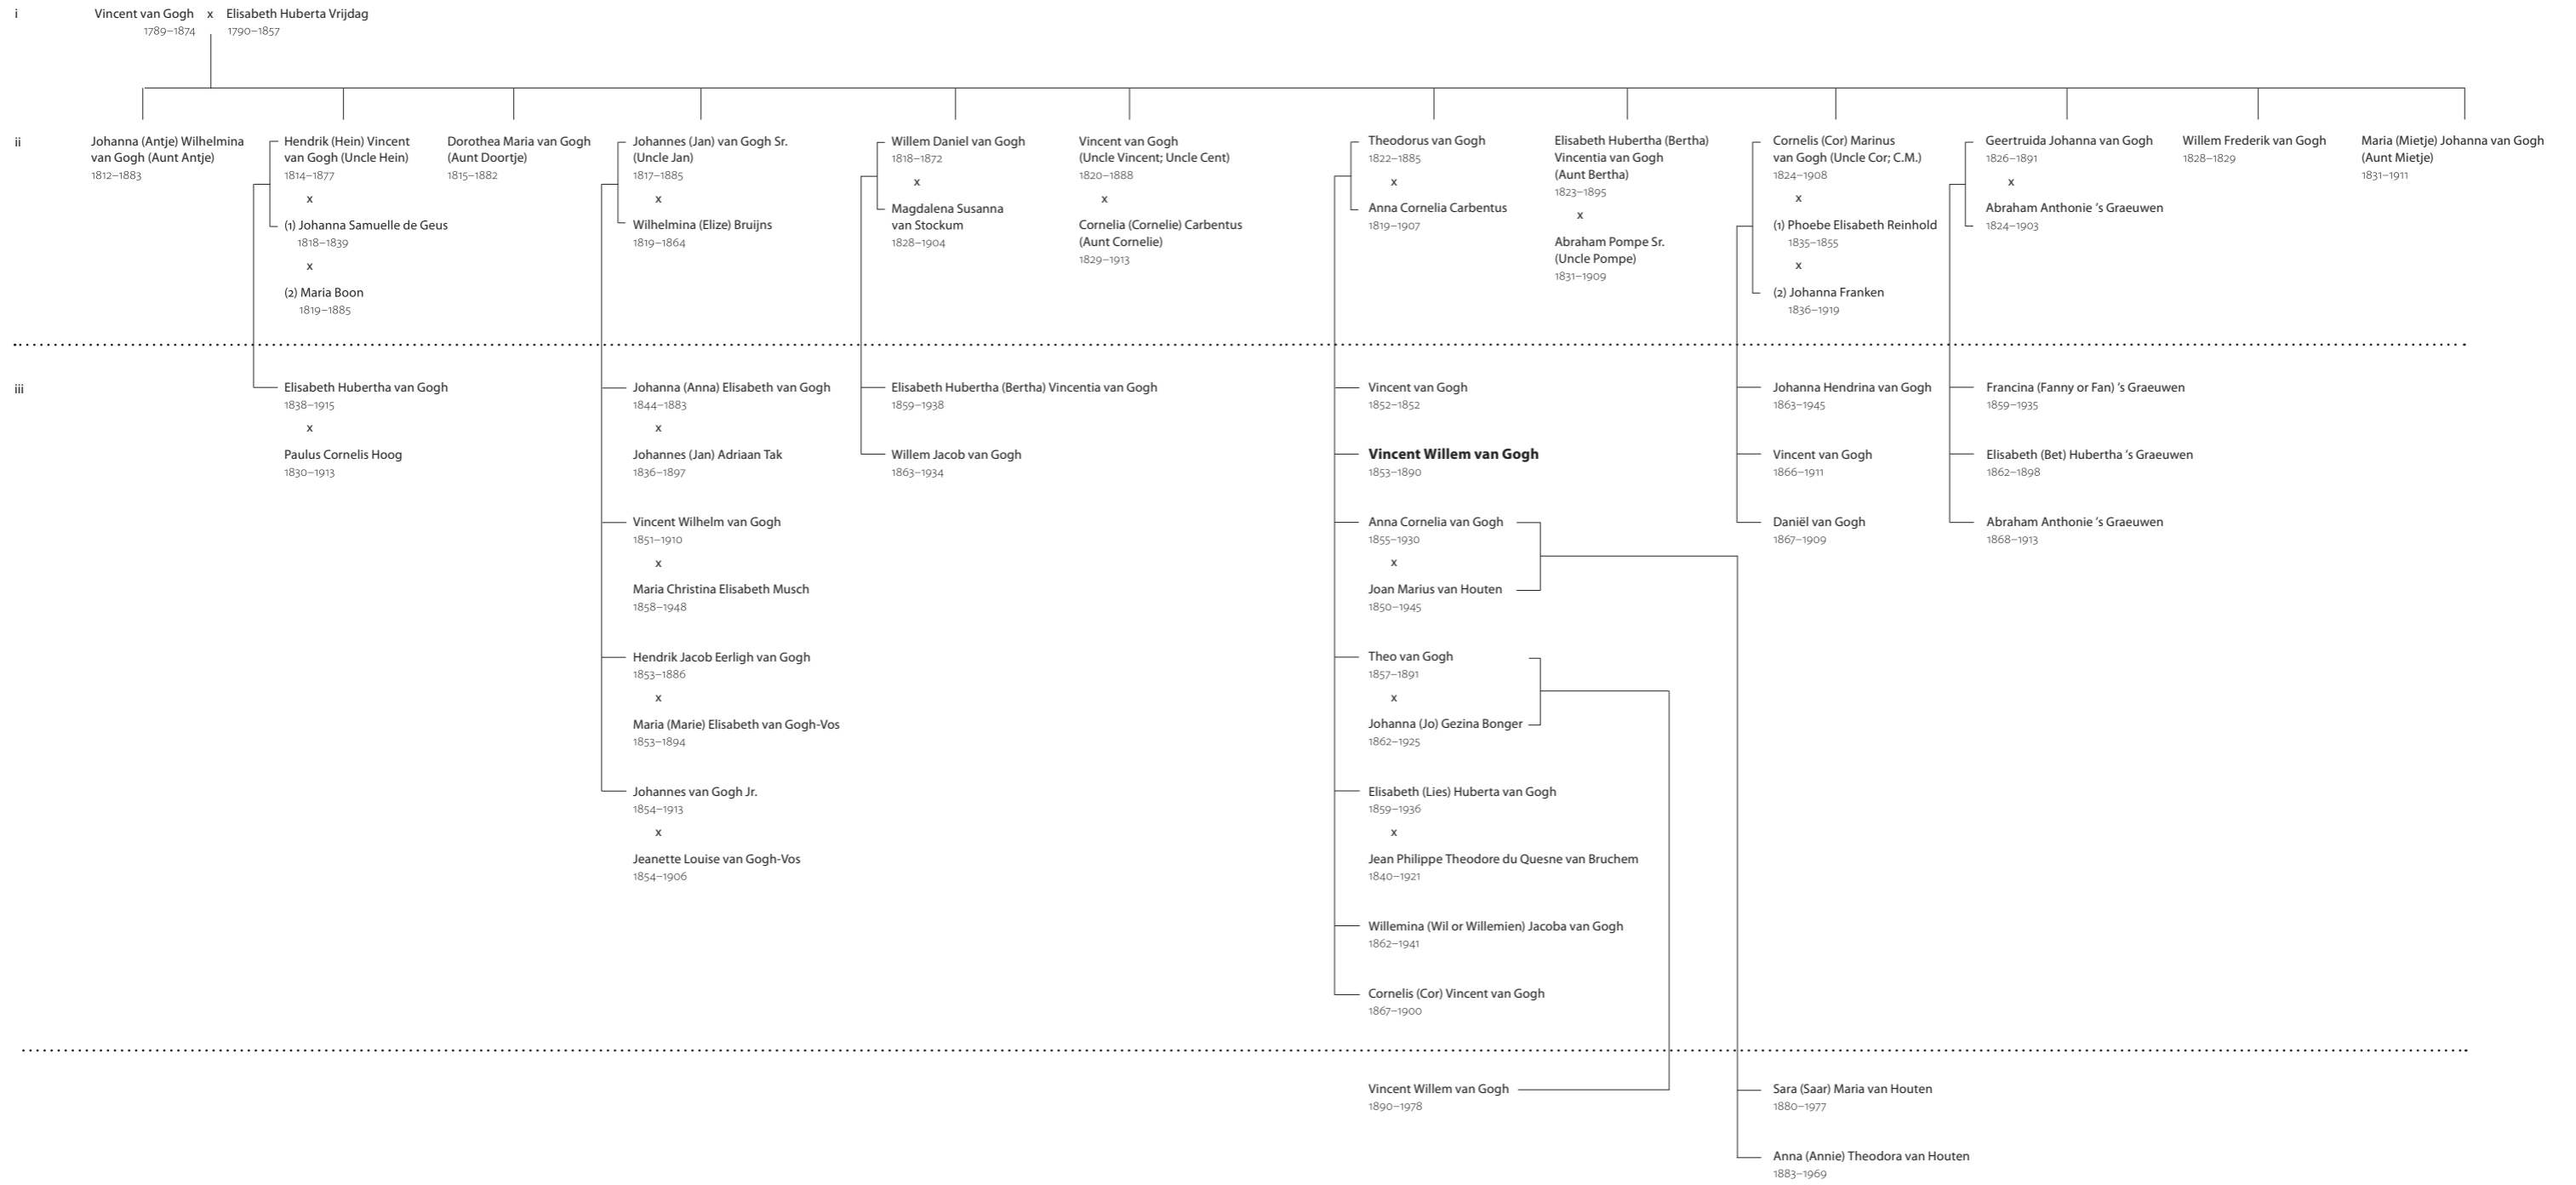 i
Vincent van Gogh x Elisabeth Huberta Vrijdag
1789–1874 1790–1857
ii
Johanna (Antje) Wilhelmina
van Gogh (Aunt Antje)
1812–1883
Hendrik (Hein) Vincent
van Gogh (Uncle Hein)
1814–1877
x
(1) Johanna Samuelle de Geus
1818–1839
x
(2) Maria Boon
1819–1885
Dorothea Maria van Gogh
(Aunt Doortje)
1815–1882
Johannes (Jan) van Gogh Sr.
(Uncle Jan)
1817–1885
x
Wilhelmina (Elize) Bruijns
1819–1864
Willem Daniel van Gogh
1818–1872
x
Magdalena Susanna
van Stockum
1828–1904
Vincent van Gogh
(Uncle Vincent; Uncle Cent)
1820–1888
x
Cornelia (Cornelie) Carbentus
(Aunt Cornelie)
1829–1913
Theodorus van Gogh
1822–1885
x
Anna Cornelia Carbentus
1819–1907
Elisabeth Hubertha (Bertha)
Vincentia van Gogh
(Aunt Bertha)
1823–1895
x
Abraham Pompe Sr.
(Uncle Pompe)
1831–1909
Cornelis (Cor) Marinus
van Gogh (Uncle Cor; C.M.)
1824–1908
x
(1) Phoebe Elisabeth Reinhold
1835–1855
x
(2) Johanna Franken
1836–1919
Geertruida Johanna van Gogh
1826–1891
x
Abraham Anthonie 's Graeuwen
1824–1903
Willem Frederik van Gogh
1828–1829
Maria (Mietje) Johanna van Gogh
(Aunt Mietje)
1831–1911
iii
Elisabeth Hubertha van Gogh
1838–1915
x
Paulus Cornelis Hoog
1830–1913
Johanna (Anna) Elisabeth van Gogh
1844–1883
x
Johannes (Jan) Adriaan Tak
1836–1897
Vincent Wilhelm van Gogh
1851–1910
x
Maria Christina Elisabeth Musch
1858–1948
Hendrik Jacob Eerligh van Gogh
1853–1886
x
Maria (Marie) Elisabeth van Gogh-Vos
1853–1894
Johannes van Gogh Jr.
1854–1913
x
Jeanette Louise van Gogh-Vos
1854–1906
Elisabeth Hubertha (Bertha) Vincentia van Gogh
1859–1938
Willem Jacob van Gogh
1863–1934
Vincent van Gogh
1852–1852
Vincent Willem van Gogh
1853–1890
Anna Cornelia van Gogh
1855–1930
x
Joan Marius van Houten
1850–1945
Theo van Gogh
1857–1891
x
Johanna (Jo) Gezina Bonger
1862–1925
Elisabeth (Lies) Huberta van Gogh
1859–1936
x
Jean Philippe Theodore du Quesne van Bruchem
1840–1921
Willemina (Wil or Willemien) Jacoba van Gogh
1862–1941
Cornelis (Cor) Vincent van Gogh
1867–1900
Johanna Hendrina van Gogh
1863–1945
Vincent van Gogh
1866–1911
Daniël van Gogh
1867–1909
Francina (Fanny or Fan) 's Graeuwen
1859–1935
Elisabeth (Bet) Hubertha 's Graeuwen
1862–1898
Abraham Anthonie 's Graeuwen
1868–1913
Vincent Willem van Gogh
1890–1978
Sara (Saar) Maria van Houten
1880–1977
Anna (Annie) Theodora van Houten
1883–1969